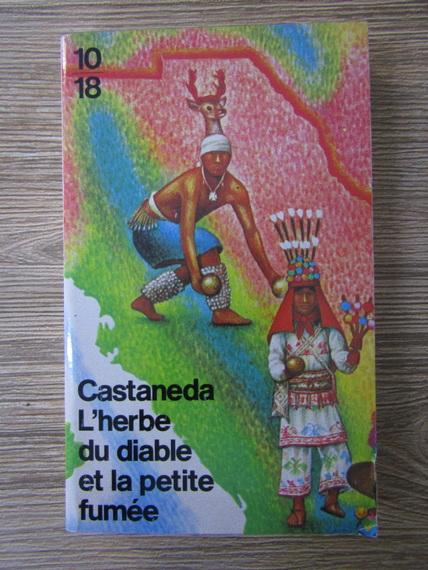 10
18
Castaneda
L'herbe
du diable
et la petite
fumée